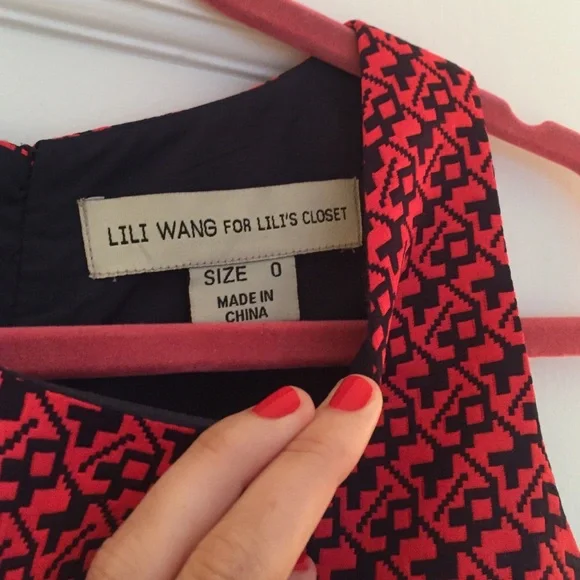 LILI WANG FOR LILI'S CLOSET
SIZE 0
MADE IN
CHINA